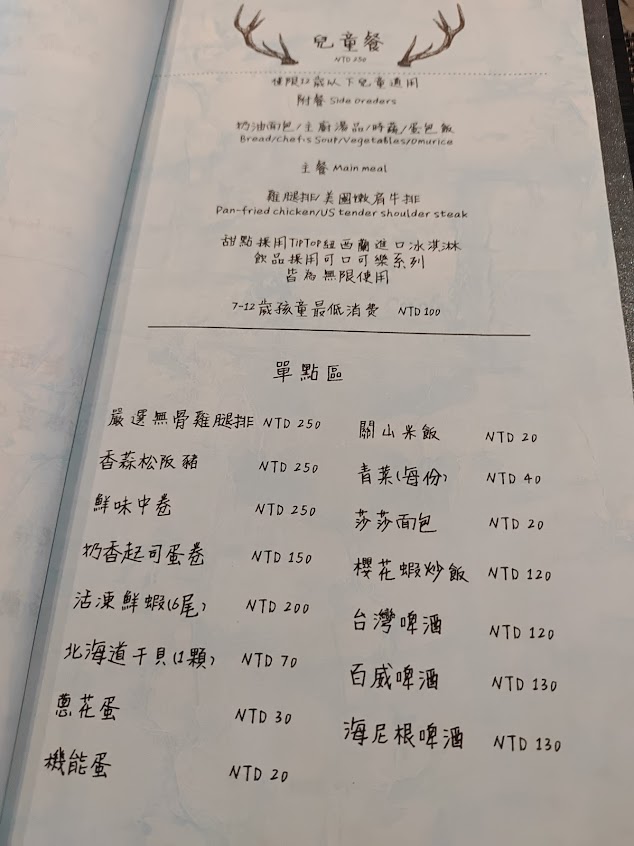 兒童餐
NTD 250
僅限12歲以下兒童適用
附餐 Side Oreders
奶油麵包/主廚湯品/時蔬/蛋包飯
Bread/Chef.s Soup/Vegetables/Omurice
主餐 Main meal
雞腿排/美國嫩肩牛排
Pan-fried chicken/US tender shoulder steak
甜點採用TIPTOP紐西蘭進口冰淇淋
飲品採用可口可樂系列
皆為無限使用
7-12歲孩童最低消費 NTD 100
單點區
嚴選無骨雞腿排 NTD 250
香蒜松阪豬 NTD 250
鮮味中卷 NTD 250
奶香起司蛋卷 NTD 150
活凍鮮蝦(6尾) NTD 200
北海道干貝(1顆) NTD 70
蔥花蛋 NTD 30
機能蛋 NTD 20
關山米飯 NTD 20
青菜(每份) NTD 40
莎莎麵包 NTD 20
櫻花蝦炒飯 NTD 120
台灣啤酒 NTD 120
百威啤酒 NTD 130
海尼根啤酒 NTD 130